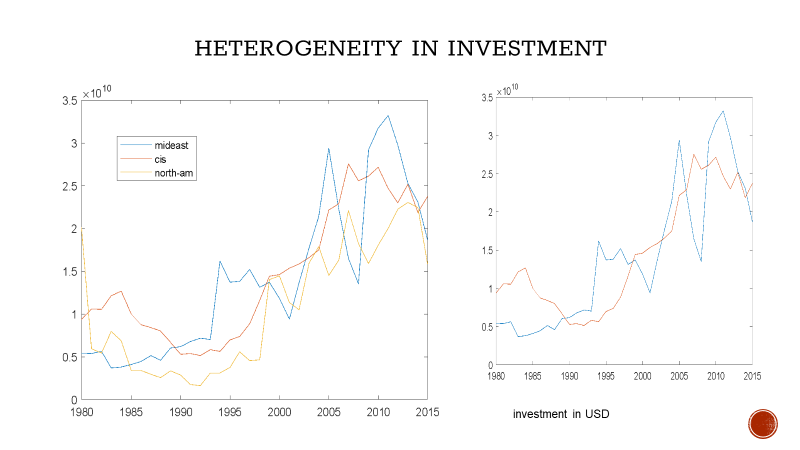 HETEROGENEITY IN INVESTMENT
×10^10
3.5
3
2.5
2
1.5
1
0.5
0
mideast
cis
north-am
1980 1985 1990 1995 2000 2005 2010 2015
×10^10
3.5
3
2.5
2
1.5
1
0.5
0
1980 1985 1990 1995 2000 2005 2010 2015
investment in USD